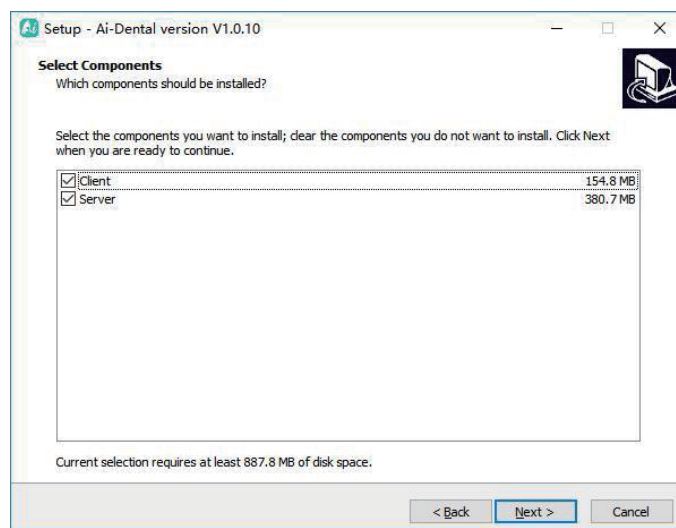 Ai Setup - Ai-Dental version V1.0.10
Select Components
Which components should be installed?
Select the components you want to install; clear the components you do not want to install. Click Next
when you are ready to continue.
Client 154.8 MB
Server 380.7 MB
Current selection requires at least 887.8 MB of disk space.
< Back Next > Cancel